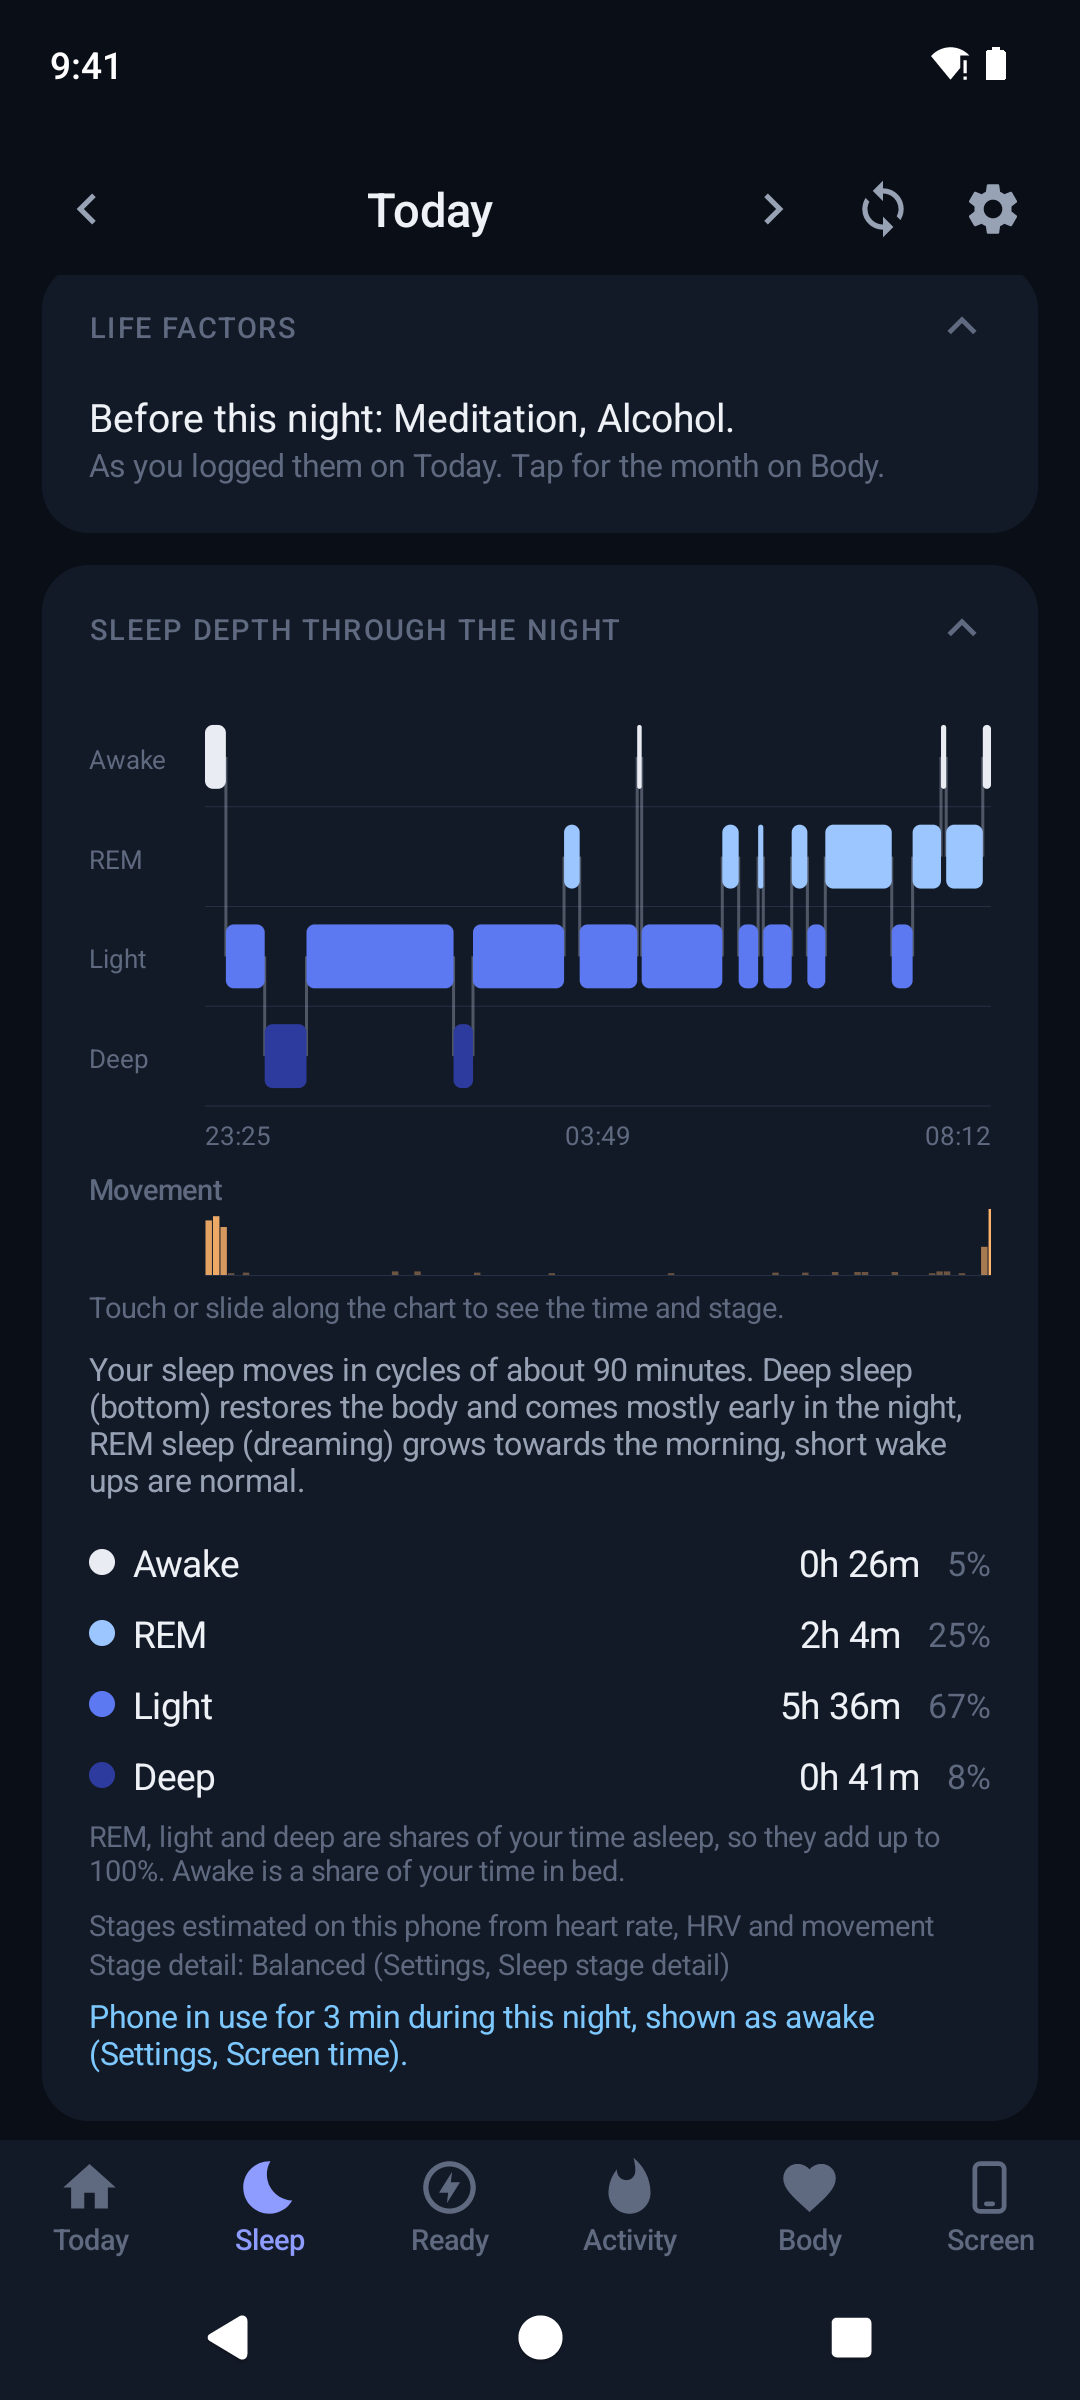 9:41
Today
LIFE FACTORS
Before this night: Meditation, Alcohol.
As you logged them on Today. Tap for the month on Body.
SLEEP DEPTH THROUGH THE NIGHT
Awake
REM
Light
Deep
23:25 03:49 08:12
Movement
Touch or slide along the chart to see the time and stage.
Your sleep moves in cycles of about 90 minutes. Deep sleep
(bottom) restores the body and comes mostly early in the night,
REM sleep (dreaming) grows towards the morning, short wake
ups are normal.
Awake 0h 26m 5%
REM 2h 4m 25%
Light 5h 36m 67%
Deep 0h 41m 8%
REM, light and deep are shares of your time asleep, so they add up to
100%. Awake is a share of your time in bed.
Stages estimated on this phone from heart rate, HRV and movement
Stage detail: Balanced (Settings, Sleep stage detail)
Phone in use for 3 min during this night, shown as awake
(Settings, Screen time).
Today Sleep Ready Activity Body Screen